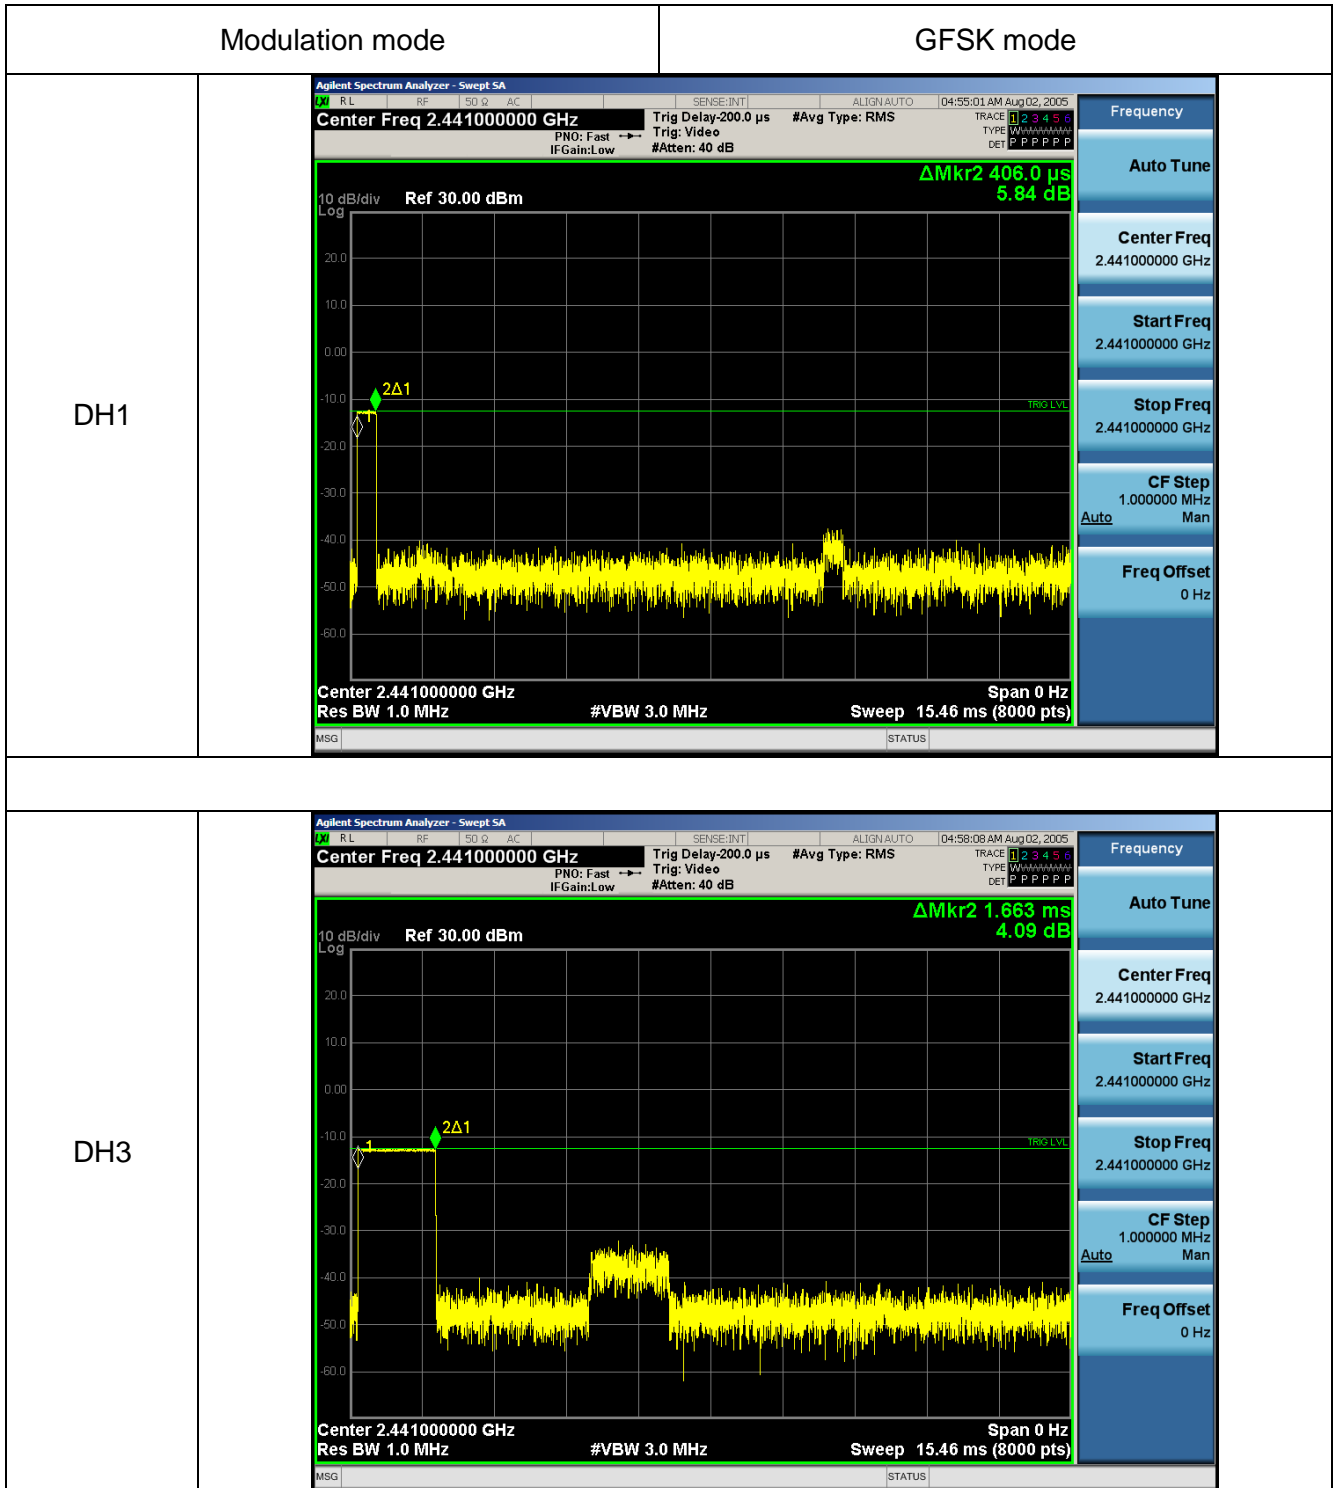 Modulation mode GFSK mode
DH1
Agilent Spectrum Analyzer - Swept SA
LXI RL RF 50 Ω AC SENSE:INT ALIGN AUTO 04:55:01 AM Aug 02, 2005
Center Freq 2.441000000 GHz Trig Delay-200.0 µs #Avg Type: RMS TRACE 1 2 3 4 5 6
PNO: Fast Trig: Video TYPE W
IFGain:Low #Atten: 40 dB DET P P P P P P
ΔMkr2 406.0 µs
5.84 dB
10 dB/div Ref 30.00 dBm
Log
20.0
10.0
0.00
-10.0
-20.0
-30.0
-40.0
-50.0
-60.0
2Δ1
1
TRIG LVL
Center 2.441000000 GHz Span 0 Hz
Res BW 1.0 MHz #VBW 3.0 MHz Sweep 15.46 ms (8000 pts)
MSG STATUS
Frequency
Auto Tune
Center Freq
2.441000000 GHz
Start Freq
2.441000000 GHz
Stop Freq
2.441000000 GHz
CF Step
1.000000 MHz
Auto Man
Freq Offset
0 Hz
DH3
Agilent Spectrum Analyzer - Swept SA
LXI RL RF 50 Ω AC SENSE:INT ALIGN AUTO 04:58:08 AM Aug 02, 2005
Center Freq 2.441000000 GHz Trig Delay-200.0 µs #Avg Type: RMS TRACE 1 2 3 4 5 6
PNO: Fast Trig: Video TYPE W
IFGain:Low #Atten: 40 dB DET P P P P P P
ΔMkr2 1.663 ms
4.09 dB
10 dB/div Ref 30.00 dBm
Log
20.0
10.0
0.00
-10.0
-20.0
-30.0
-40.0
-50.0
-60.0
2Δ1
1
TRIG LVL
Center 2.441000000 GHz Span 0 Hz
Res BW 1.0 MHz #VBW 3.0 MHz Sweep 15.46 ms (8000 pts)
MSG STATUS
Frequency
Auto Tune
Center Freq
2.441000000 GHz
Start Freq
2.441000000 GHz
Stop Freq
2.441000000 GHz
CF Step
1.000000 MHz
Auto Man
Freq Offset
0 Hz